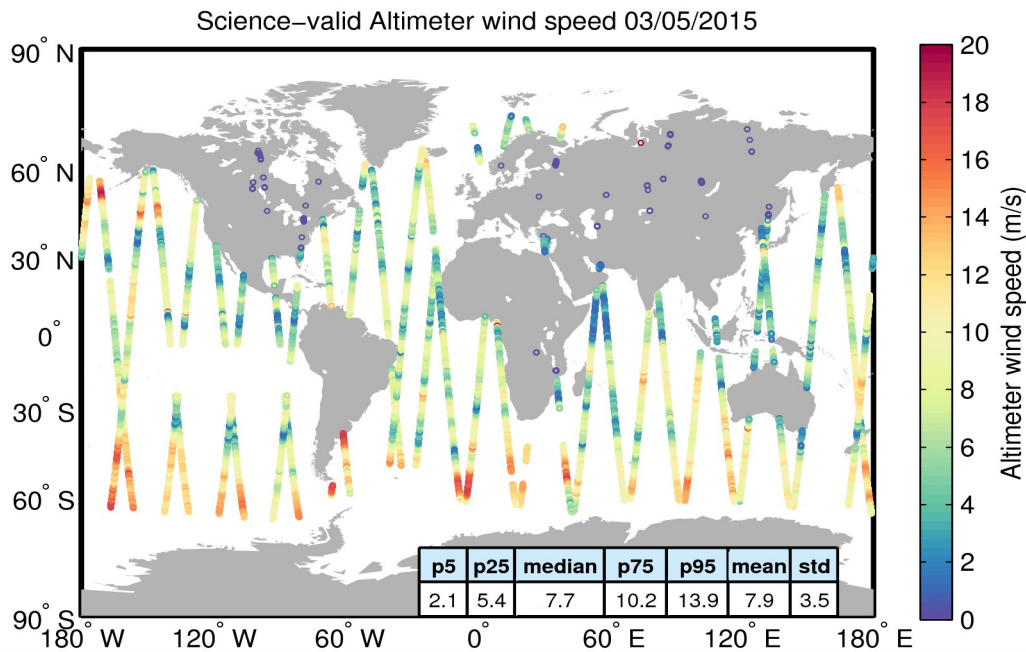 Science−valid Altimeter wind speed 03/05/2015
90° N
60° N
30° N
0°
30° S
60° S
90° S
180° W
120° W
60° W
0°
60° E
120° E
180° E
p5 p25 median p75 p95 mean std
2.1 5.4 7.7 10.2 13.9 7.9 3.5
20
18
16
14
12
10
8
6
4
2
0
Altimeter wind speed (m/s)